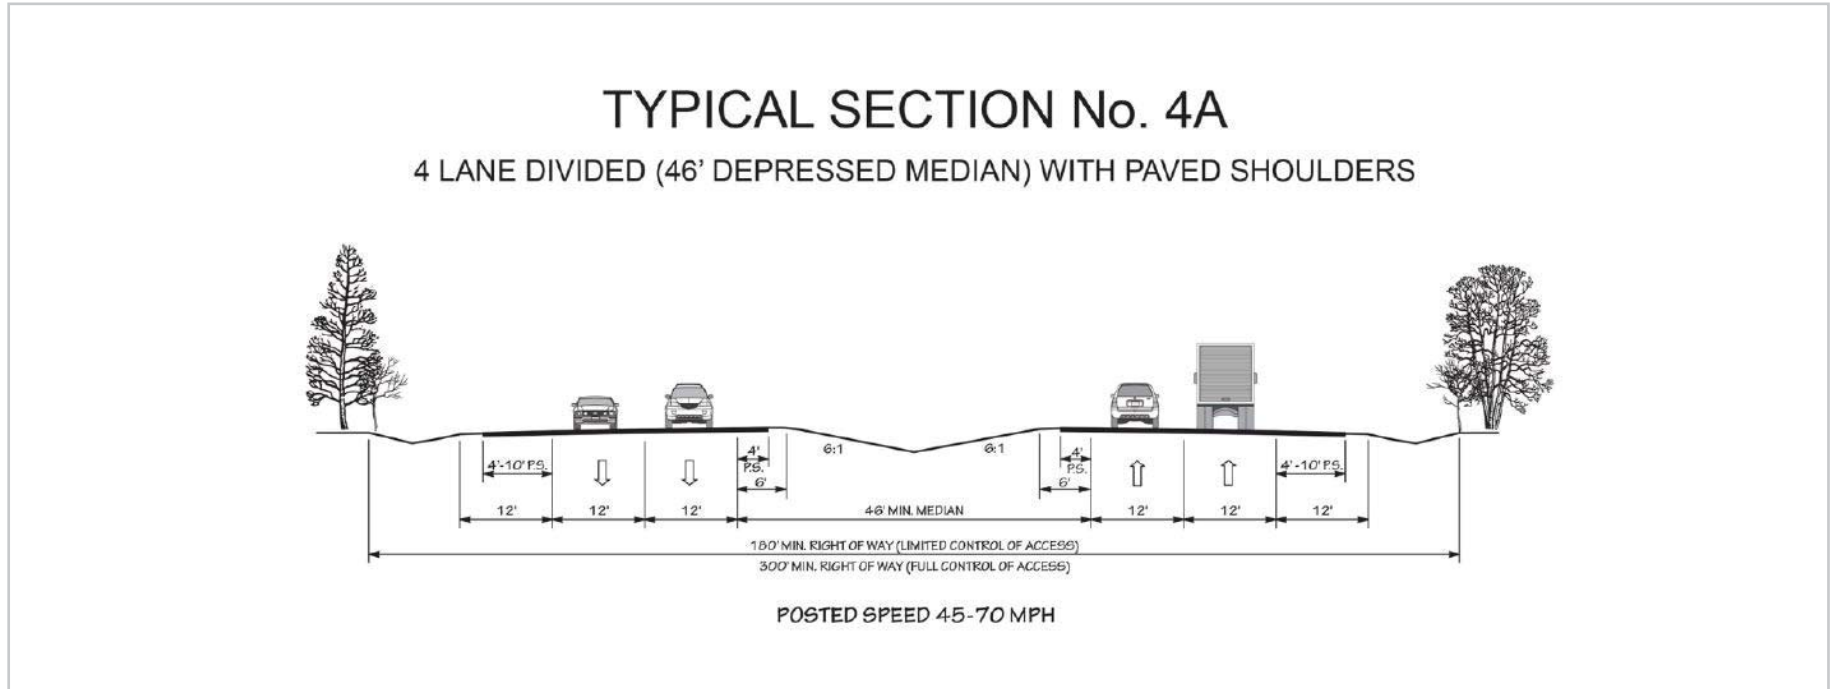 TYPICAL SECTION No. 4A
4 LANE DIVIDED (46' DEPRESSED MEDIAN) WITH PAVED SHOULDERS
6:1
6:1
4'-10' P.S.
4'
P.S.
6'
4'
P.S.
6'
4'-10' P.S.
12'
12'
12'
46' MIN. MEDIAN
12'
12'
12'
180' MIN. RIGHT OF WAY (LIMITED CONTROL OF ACCESS)
300' MIN. RIGHT OF WAY (FULL CONTROL OF ACCESS)
POSTED SPEED 45-70 MPH